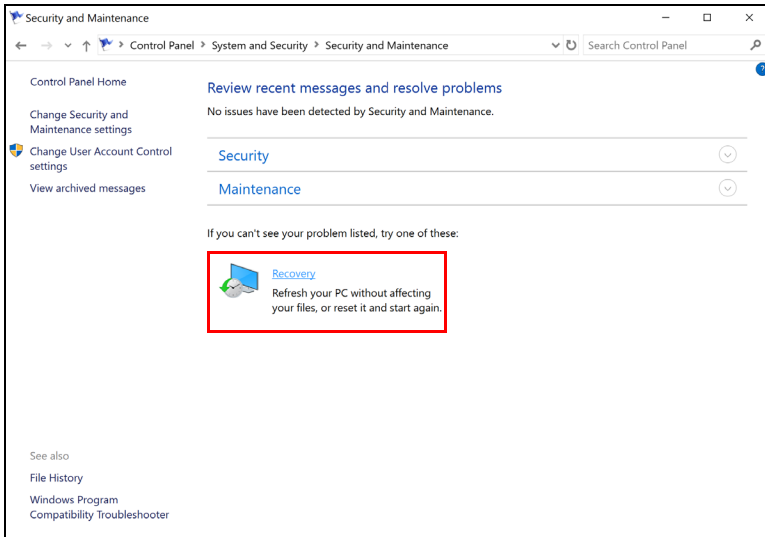 Security and Maintenance
Control Panel > System and Security > Security and Maintenance
Search Control Panel
?
Control Panel Home
Change Security and
Maintenance settings
Change User Account Control
settings
View archived messages
Review recent messages and resolve problems
No issues have been detected by Security and Maintenance.
Security
Maintenance
If you can't see your problem listed, try one of these:
Recovery
Refresh your PC without affecting
your files, or reset it and start again.
See also
File History
Windows Program
Compatibility Troubleshooter